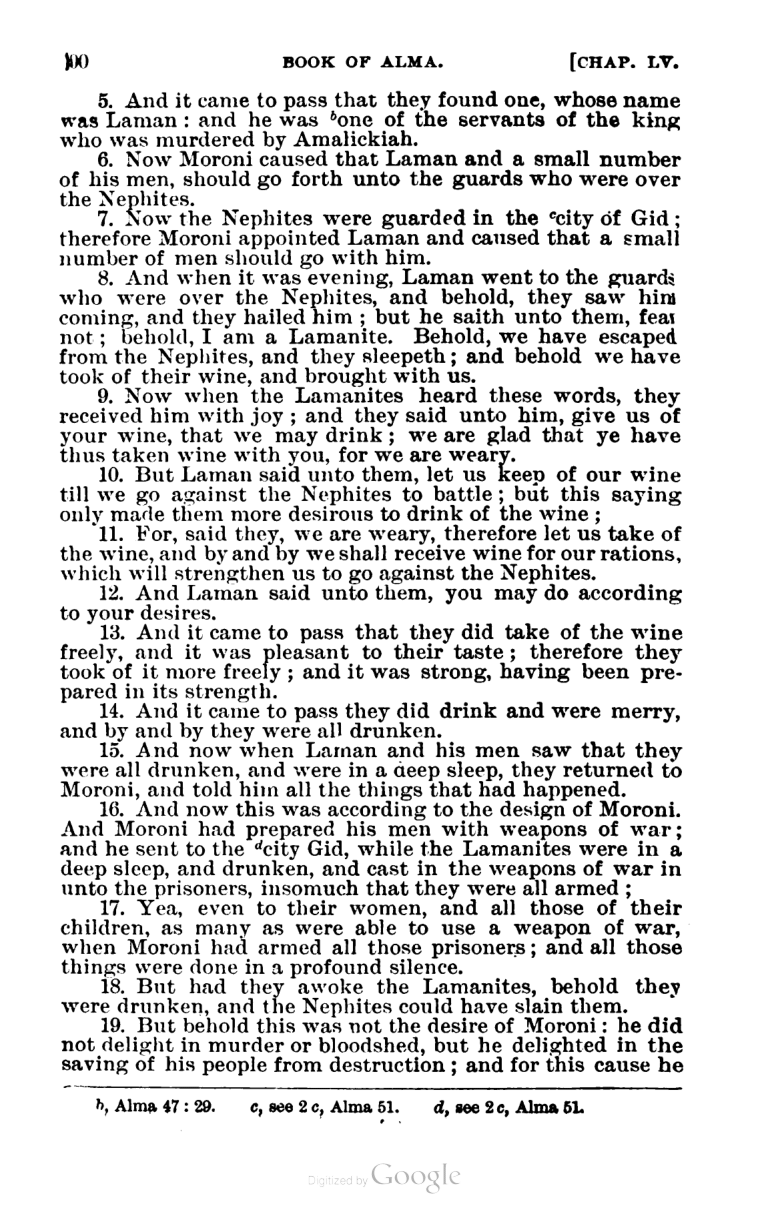 00 BOOK OF ALMA. [CHAP. LV.
5. And it came to pass that they found one, whose name
was Laman : and he was bone of the servants of the king
who was murdered by Amalickiah.
6. Now Moroni caused that Laman and a small number
of his men, should go forth unto the guards who were over
the Nephites.
7. Now the Nephites were guarded in the ccity of Gid ;
therefore Moroni appointed Laman and caused that a small
number of men should go with him.
8. And when it was evening, Laman went to the guards
who were over the Nephites, and behold, they saw him
coming, and they hailed him ; but he saith unto them, fear
not ; behold, I am a Lamanite. Behold, we have escaped
from the Nephites, and they sleepeth ; and behold we have
took of their wine, and brought with us.
9. Now when the Lamanites heard these words, they
received him with joy ; and they said unto him, give us of
your wine, that we may drink ; we are glad that ye have
thus taken wine with you, for we are weary.
10. But Laman said unto them, let us keep of our wine
till we go against the Nephites to battle ; but this saying
only made them more desirous to drink of the wine ;
11. For, said they, we are weary, therefore let us take of
the wine, and by and by we shall receive wine for our rations,
which will strengthen us to go against the Nephites.
12. And Laman said unto them, you may do according
to your desires.
13. And it came to pass that they did take of the wine
freely, and it was pleasant to their taste ; therefore they
took of it more freely ; and it was strong, having been pre-
pared in its strength.
14. And it came to pass they did drink and were merry,
and by and by they were all drunken.
15. And now when Laman and his men saw that they
were all drunken, and were in a deep sleep, they returned to
Moroni, and told him all the things that had happened.
16. And now this was according to the design of Moroni.
And Moroni had prepared his men with weapons of war ;
and he sent to the dcity Gid, while the Lamanites were in a
deep sleep, and drunken, and cast in the weapons of war in
unto the prisoners, insomuch that they were all armed ;
17. Yea, even to their women, and all those of their
children, as many as were able to use a weapon of war,
when Moroni had armed all those prisoners ; and all those
things were done in a profound silence.
18. But had they awoke the Lamanites, behold they
were drunken, and the Nephites could have slain them.
19. But behold this was not the desire of Moroni : he did
not delight in murder or bloodshed, but he delighted in the
saving of his people from destruction ; and for this cause he
b, Alma 47 : 29. c, see 2 c, Alma 51. d, see 2 c, Alma 51.
Digitized by Google